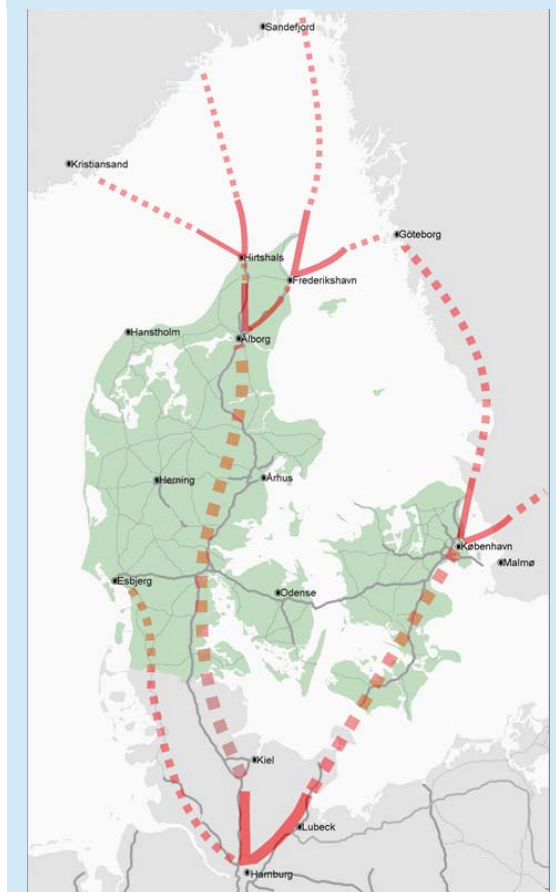 Sandefjord
Kristiansand
Göteborg
Hirtshals
Frederikshavn
Hanstholm
Ålborg
Herning
Århus
København
Malmø
Esbjerg
Odense
Kiel
Lubeck
Hamburg